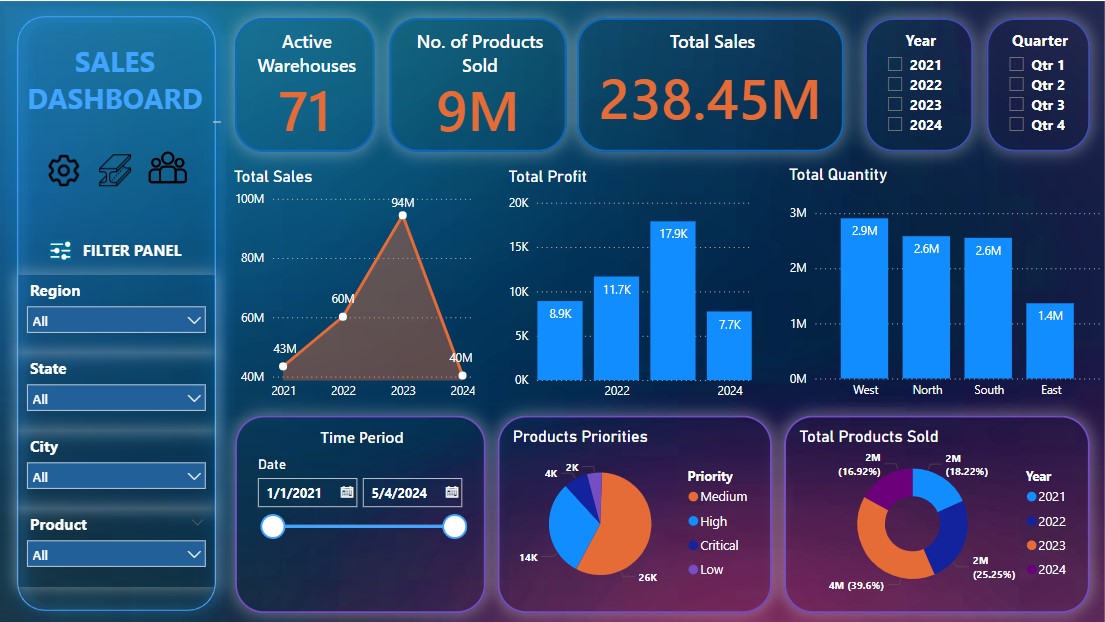 SALES
DASHBOARD
FILTER PANEL
Region
All
State
All
City
All
Product
All
Active
Warehouses
71
No. of Products
Sold
9M
Total Sales
238.45M
Year
2021
2022
2023
2024
Quarter
Qtr 1
Qtr 2
Qtr 3
Qtr 4
Total Sales
100M
80M
60M
40M
43M
60M
94M
40M
2021
2022
2023
2024
Total Profit
20K
15K
10K
5K
0K
8.9K
11.7K
17.9K
7.7K
2022
2024
Total Quantity
3M
2M
1M
0M
2.9M
2.6M
2.6M
1.4M
West
North
South
East
Time Period
Date
1/1/2021
5/4/2024
Products Priorities
4K
2K
14K
26K
Priority
Medium
High
Critical
Low
Total Products Sold
2M
(16.92%)
2M
(18.22%)
2M
(25.25%)
4M (39.6%)
Year
2021
2022
2023
2024